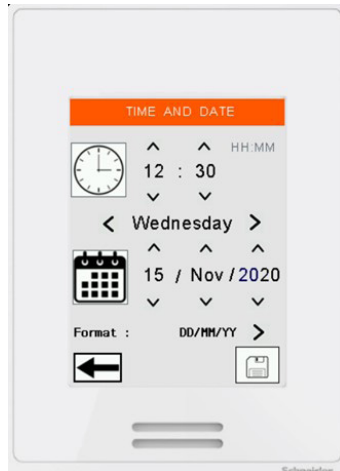 TIME AND DATE
HH:MM
12 : 30
Wednesday
15 / Nov / 2020
Format : DD/MM/YY